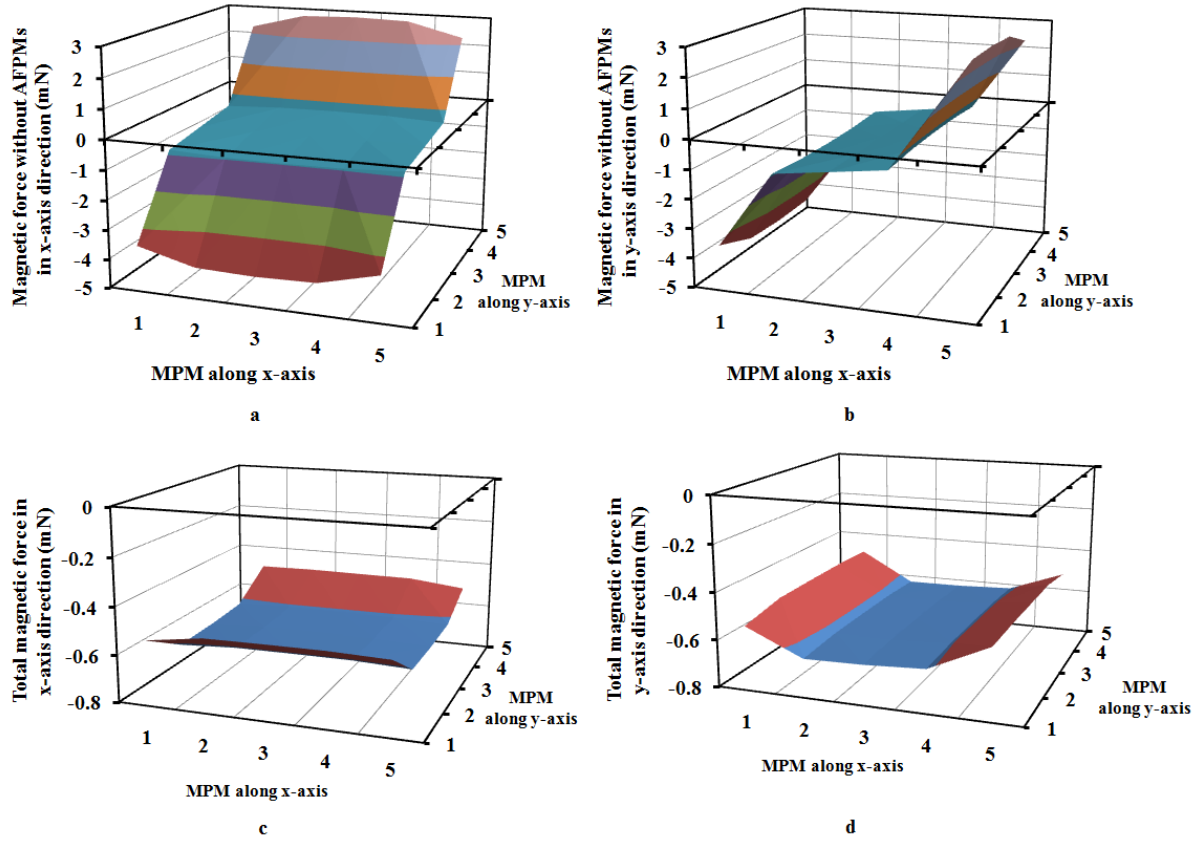 Magnetic force without AFPMs
in x-axis direction (mN)
3
2
1
0
-1
-2
-3
-4
-5
1
2
3
4
5
MPM along x-axis
5
4
3
2
1
MPM
along y-axis
a
Magnetic force without AFPMs
in y-axis direction (mN)
3
2
1
0
-1
-2
-3
-4
-5
1
2
3
4
5
MPM along x-axis
5
4
3
2
1
MPM
along y-axis
b
Total magnetic force in
x-axis direction (mN)
0
-0.2
-0.4
-0.6
-0.8
1
2
3
4
5
MPM along x-axis
5
4
3
2
1
MPM
along y-axis
c
Total magnetic force in
y-axis direction (mN)
0
-0.2
-0.4
-0.6
-0.8
1
2
3
4
5
MPM along x-axis
5
4
3
2
1
MPM
along y-axis
d